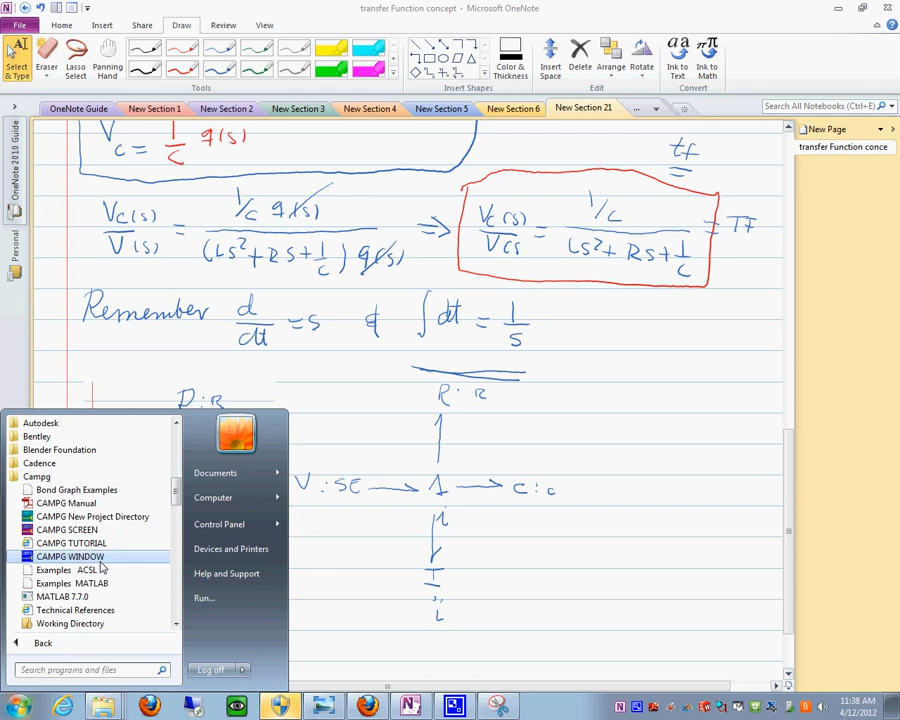 transfer Function concept - Microsoft OneNote
File Home Insert Share Draw Review View
Select & Type Eraser Lasso Select Panning Hand Color & Thickness Insert Space Delete Arrange Rotate Ink to Text Ink to Math
Tools Insert Shapes Edit Convert
OneNote Guide New Section 1 New Section 2 New Section 3 New Section 4 New Section 5 New Section 6 New Section 21 ... Search All Notebooks (Ctrl+E)
New Page
transfer Function conce
OneNote 2010 Guide
Personal
Vc = 1/c q(s)
tf
Vc(s)/V(s) = 1/c q(s) / (Ls²+Rs+1/c) q(s) ⇒ Vc(s)/V(s = 1/c / (Ls²+Rs+1/c = TF
Remember d/dt = s & ∫dt = 1/s
D:R R:R
V:SE → 1 → C:c
I
:
L
Autodesk
Bentley
Blender Foundation
Cadence
Campg
Bond Graph Examples
CAMPG Manual
CAMPG New Project Directory
CAMPG SCREEN
CAMPG TUTORIAL
CAMPG WINDOW
Examples ACSL
Examples MATLAB
MATLAB 7.7.0
Technical References
Working Directory
Back
Search programs and files
Documents
Computer
Control Panel
Devices and Printers
Help and Support
Run...
Log off
11:38 AM
4/12/2012